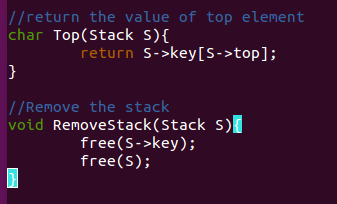 //return the value of top element
char Top(Stack S){
        return S->key[S->top];
}

//Remove the stack
void RemoveStack(Stack S){
        free(S->key);
        free(S);
}